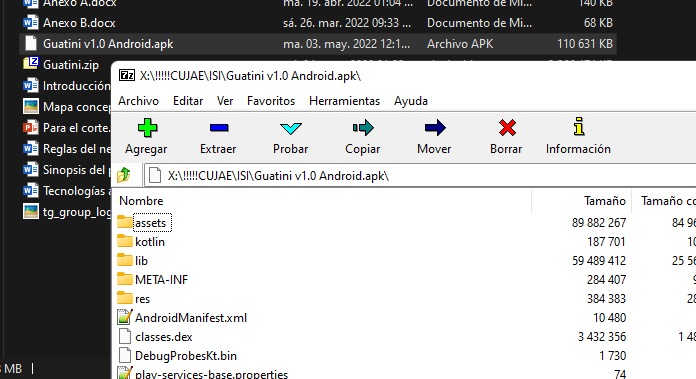 Anexo A.docx ma. 19. abr. 2022 01:04 Documento de Mi... 140 KB
Anexo B.docx sá. 26. mar. 2022 09:33 ... Documento de Mi... 68 KB
Guatini v1.0 Android.apk ma. 03. may. 2022 12:1... Archivo APK 110 631 KB
Guatini.zip
Introducción
Mapa concep
Para el corte.
Reglas del ne
Sinopsis del p
Tecnologías a
tg_group_log
MB
X:\!!!!!CUJAE\ISI\Guatini v1.0 Android.apk\
Archivo Editar Ver Favoritos Herramientas Ayuda
Agregar Extraer Probar Copiar Mover Borrar Información
X:\!!!!!CUJAE\ISI\Guatini v1.0 Android.apk\
Nombre Tamaño Tamaño co
assets 89 882 267 84 96
kotlin 187 701 10
lib 59 489 412 25 56
META-INF 284 407 9
res 384 383 28
AndroidManifest.xml 10 480
classes.dex 3 432 356 1 48
DebugProbesKt.bin 1 730
play-services-base.properties 74